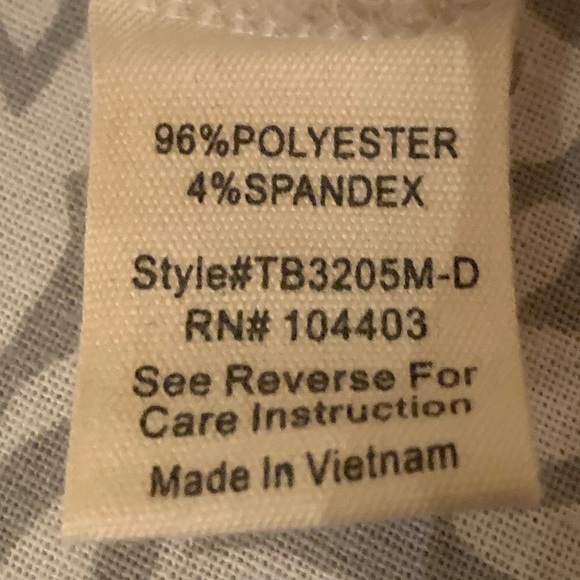 96%POLYESTER
4%SPANDEX
Style#TB3205M-D
RN# 104403
See Reverse For
Care Instruction
Made In Vietnam